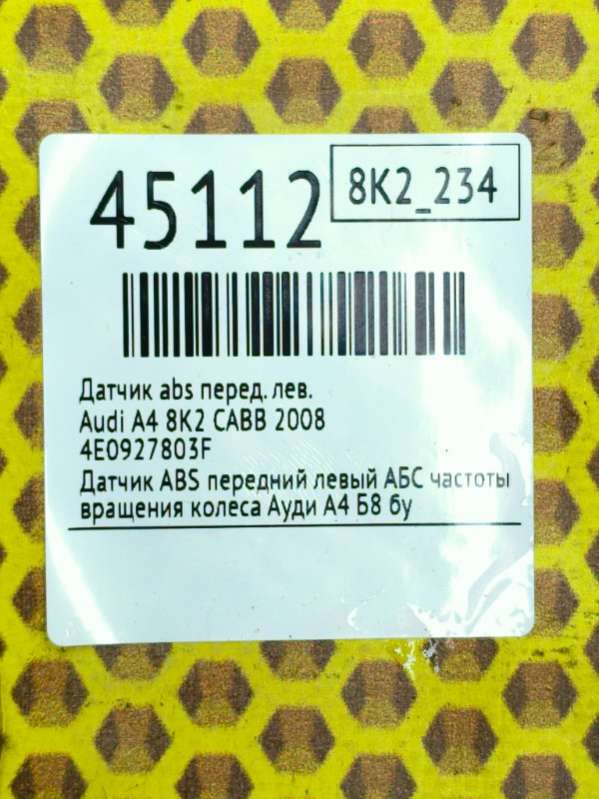 45112
8K2_234
Датчик abs перед. лев.
Audi A4 8K2 CABB 2008
4E0927803F
Датчик ABS передний левый АБС частоты
вращения колеса Ауди А4 Б8 бу